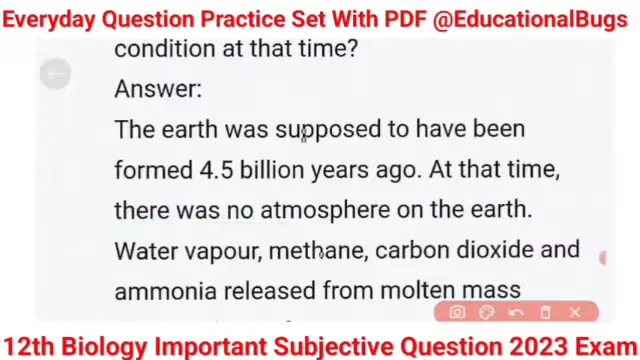 Everyday Question Practice Set With PDF @EducationalBugs
condition at that time?
Answer:
The earth was supposed to have been
formed 4.5 billion years ago. At that time,
there was no atmosphere on the earth.
Water vapour, methane, carbon dioxide and
ammonia released from molten mass
12th Biology Important Subjective Question 2023 Exam